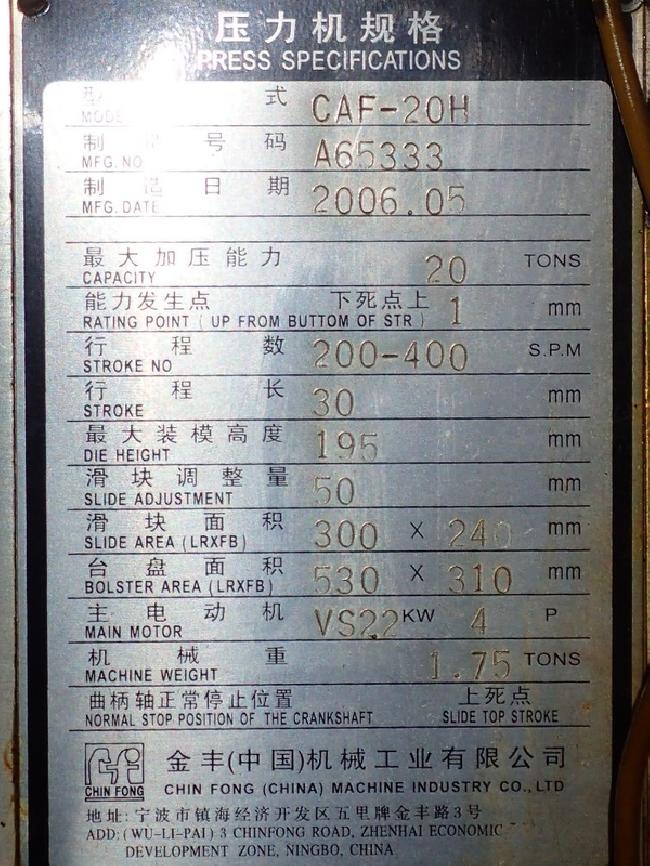 压力机规格
PRESS SPECIFICATIONS
型 式 CAF-20H
MODE
制 造 号 码 A65333
MFG.NO
制 造 日 期 2006.05
MFG.DATE
最大加压能力 20 TONS
CAPACITY
能力发生点 下死点上 1 mm
RATING POINT ( UP FROM BUTTOM OF STR )
行 程 数 200-400 S.P.M
STROKE NO
行 程 长 30 mm
STROKE
最大装模高度 195 mm
DIE HEIGHT
滑块调整量 50 mm
SLIDE ADJUSTMENT
滑块面积 300 × 240 mm
SLIDE AREA (LRXFB)
台盘面积 530 × 310 mm
BOLSTER AREA (LRXFB)
主电动机 VS2.2 KW 4 P
MAIN MOTOR
机 械 重 1.75 TONS
MACHINE WEIGHT
曲柄轴正常停止位置 上死点
NORMAL STOP POSITION OF THE CRANKSHAFT SLIDE TOP STROKE
CHIN FONG 金丰(中国)机械工业有限公司
CHIN FONG (CHINA) MACHINE INDUSTRY CO., LTD
地址: 宁波市镇海经济开发区五里牌金丰路3号
ADD: (WU-LI-PAI) 3 CHINFONG ROAD, ZHENHAI ECONOMIC
DEVELOPMENT ZONE, NINGBO, CHINA